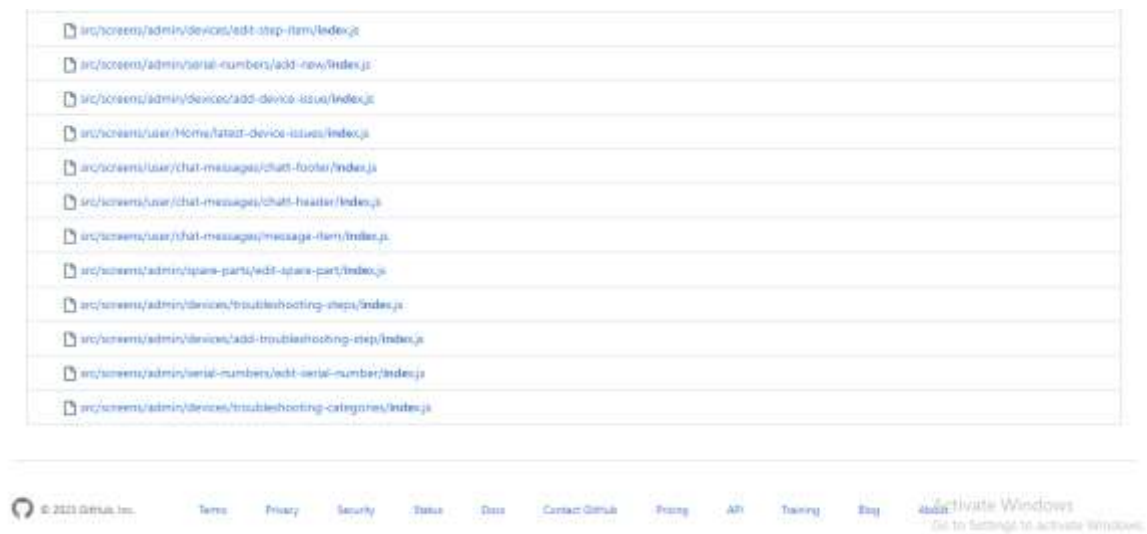 src/screens/admin/devices/edit-step-item/index.js
src/screens/admin/serial-numbers/add-new/index.js
src/screens/admin/devices/add-device-issue/index.js
src/screens/user/Home/latest-device-issues/index.js
src/screens/user/chat-messages/chatt-footer/index.js
src/screens/user/chat-messages/chatt-header/index.js
src/screens/user/chat-messages/message-item/index.js
src/screens/admin/spare-parts/edit-spare-part/index.js
src/screens/admin/devices/troubleshooting-steps/index.js
src/screens/admin/devices/add-troubleshooting-step/index.js
src/screens/admin/serial-numbers/edit-serial-number/index.js
src/screens/admin/devices/troubleshooting-categories/index.js
© 2023 GitHub, Inc. Terms Privacy Security Status Docs Contact GitHub Pricing API Training Blog About
Activate Windows
Go to Settings to activate Windows.